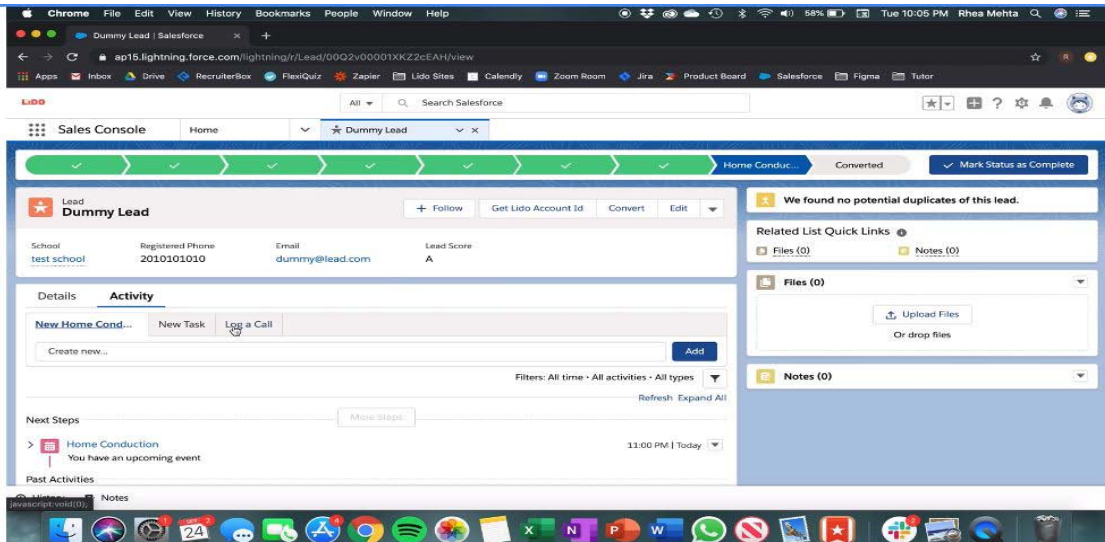 Chrome File Edit View History Bookmarks People Window Help 58% Tue 10:05 PM Rhea Mehta
Dummy Lead | Salesforce
ap15.lightning.force.com/lightning/r/Lead/00Q2v00001XKZ2cEAH/view
Apps Inbox Drive RecruiterBox FlexiQuiz Zapier Lido Sites Calendly Zoom Room Jira Product Board Salesforce Figma Tutor
LIDO All Search Salesforce
Sales Console Home Dummy Lead
Home Conduc... Converted Mark Status as Complete
Lead
Dummy Lead
+ Follow Get Lido Account Id Convert Edit
We found no potential duplicates of this lead.
School Registered Phone Email Lead Score
test school 2010101010 dummy@lead.com A
Related List Quick Links
Files (0) Notes (0)
Details Activity
Files (0)
New Home Cond... New Task Log a Call
Upload Files
Or drop files
Create new... Add
Filters: All time • All activities • All types
Notes (0)
Refresh Expand All
Next Steps More Steps
Home Conduction 11:00 PM | Today
You have an upcoming event
Past Activities
Notes
javascript:void(0);
SEP
24
X N P W